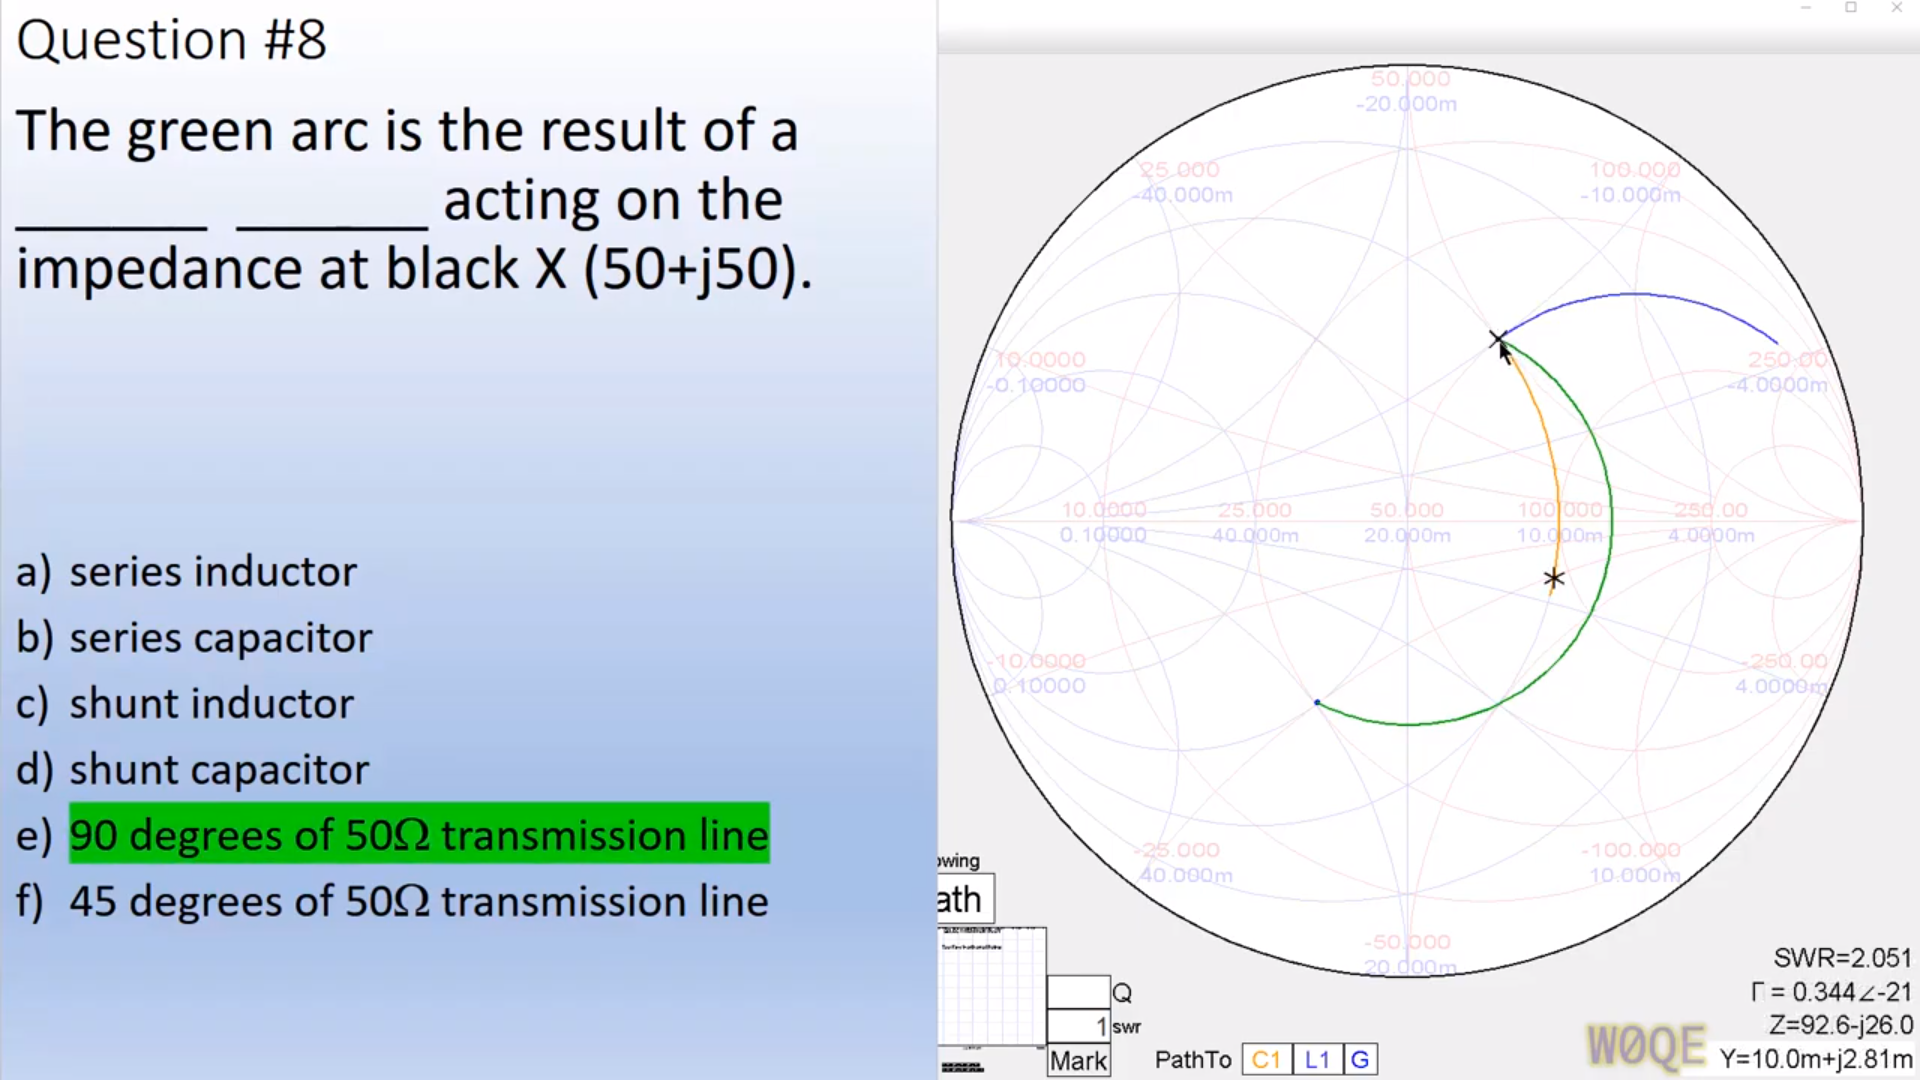 Question #8
The green arc is the result of a
______ ______ acting on the
impedance at black X (50+j50).
a) series inductor
b) series capacitor
c) shunt inductor
d) shunt capacitor
e) 90 degrees of 50Ω transmission line
f) 45 degrees of 50Ω transmission line
50.000
-20.000m
25.000
-40.000m
100.000
-10.000m
10.0000
-0.10000
250.00
-4.0000m
10.0000 25.000 50.000 100.000 250.00
0.10000 40.000m 20.000m 10.000m 4.0000m
-10.0000
0.10000
-250.00
4.0000m
-25.000
40.000m
-100.000
10.000m
-50.000
20.000m
owing
ath
Q
1 swr
Mark
PathTo C1 L1 G
SWR=2.051
Γ = 0.344∠-21
Z=92.6-j26.0
Y=10.0m+j2.81m
W0QE